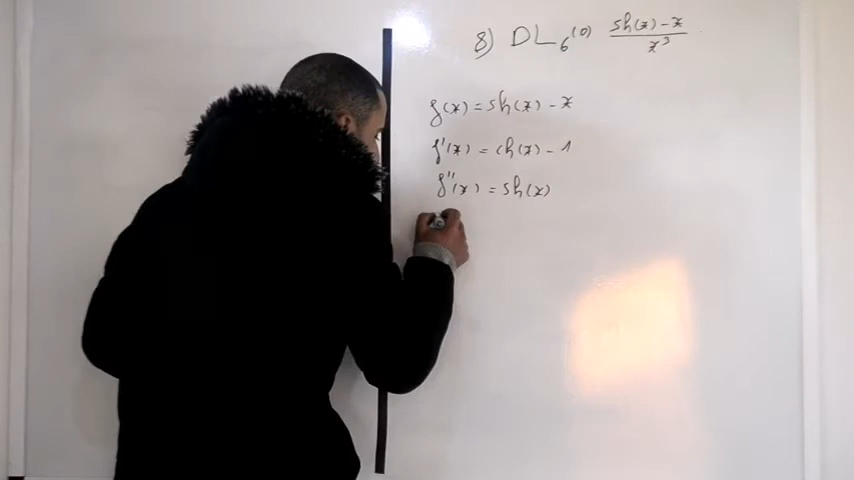 8) DL₆(0) (sh(x) - x)/x³
g(x) = sh(x) - x
g'(x) = ch(x) - 1
g''(x) = sh(x)